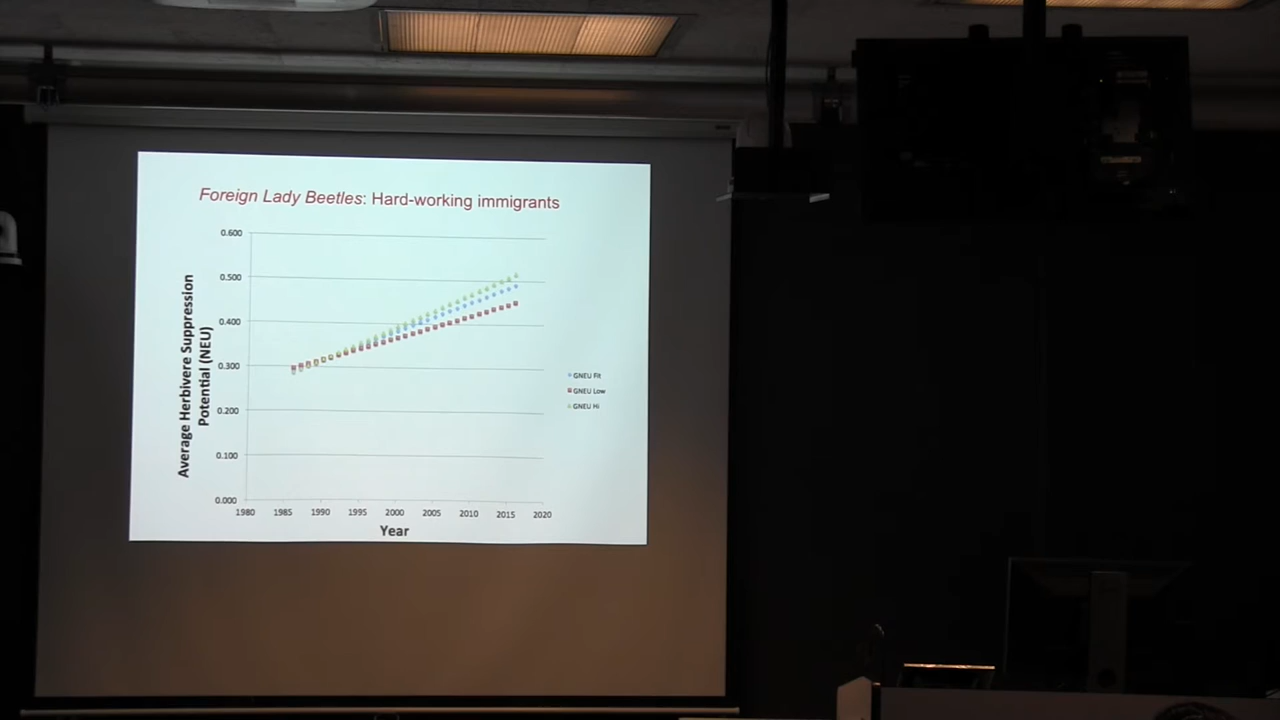 Foreign Lady Beetles: Hard-working immigrants
Average Herbivere Suppression
Potential (NEU)
0.600
0.500
0.400
0.300
0.200
0.100
0.000
1980 1985 1990 1995 2000 2005 2010 2015 2020
Year
GNEU Fit
GNEU Low
GNEU Hi